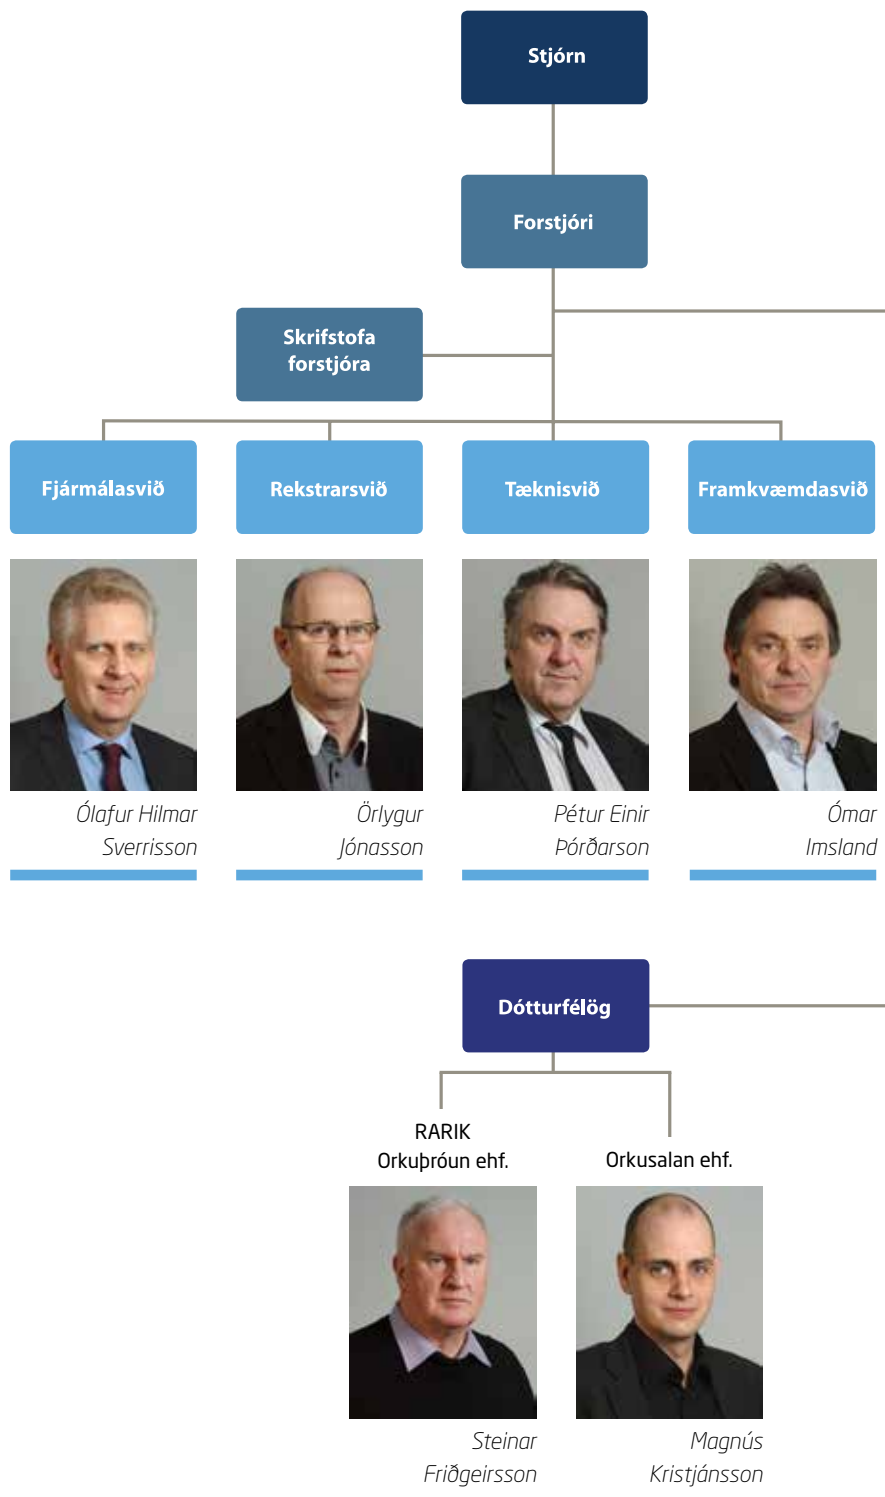 Stjórn
Forstjóri
Skrifstofa
forstjóra
Fjármálasvið
Rekstrarsvið
Tæknisvið
Framkvæmdasvið
Ólafur Hilmar
Sverrisson
Örlygur
Jónasson
Pétur Einir
Þórðarson
Ómar
Imsland
Dótturfélög
RARIK
Orkuþróun ehf.
Orkusalan ehf.
Steinar
Friðgeirsson
Magnús
Kristjánsson